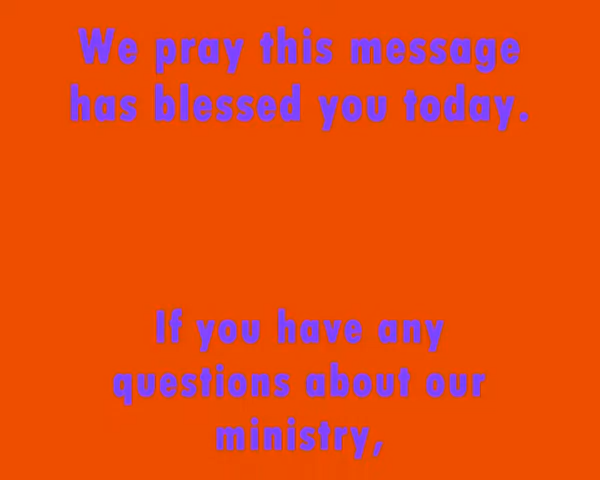 We pray this message
has blessed you today.
If you have any
questions about our
ministry,